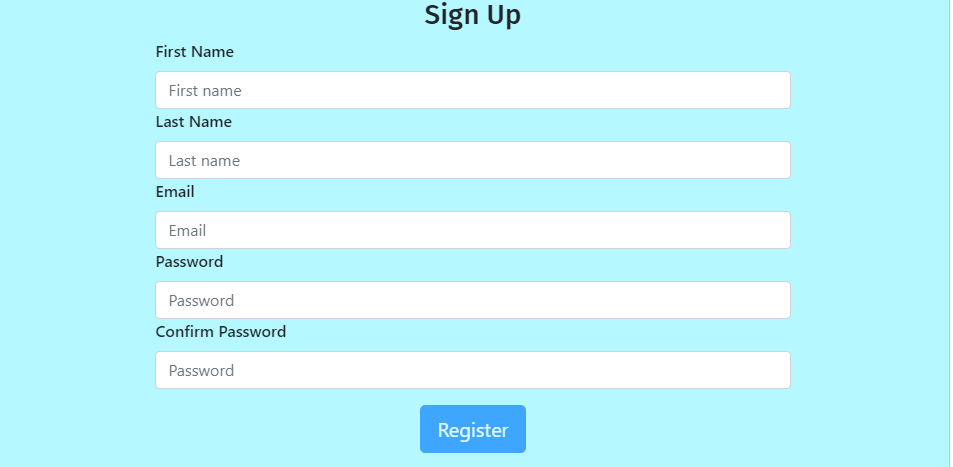 Sign Up
First Name
First name
Last Name
Last name
Email
Email
Password
Password
Confirm Password
Password
Register